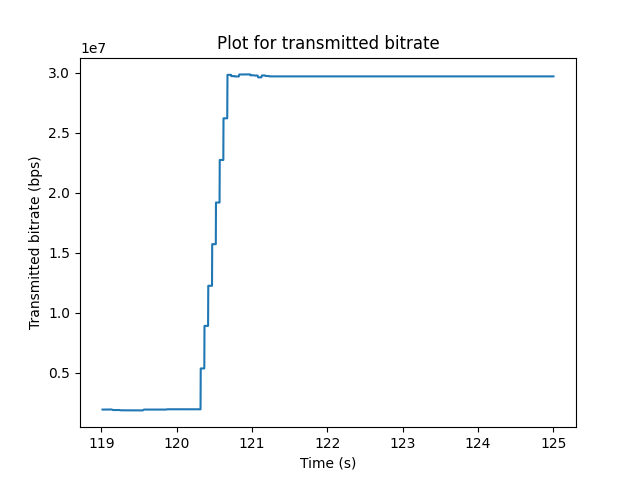 Plot for transmitted bitrate
1e7
3.0
2.5
2.0
1.5
1.0
0.5
Transmitted bitrate (bps)
119 120 121 122 123 124 125
Time (s)